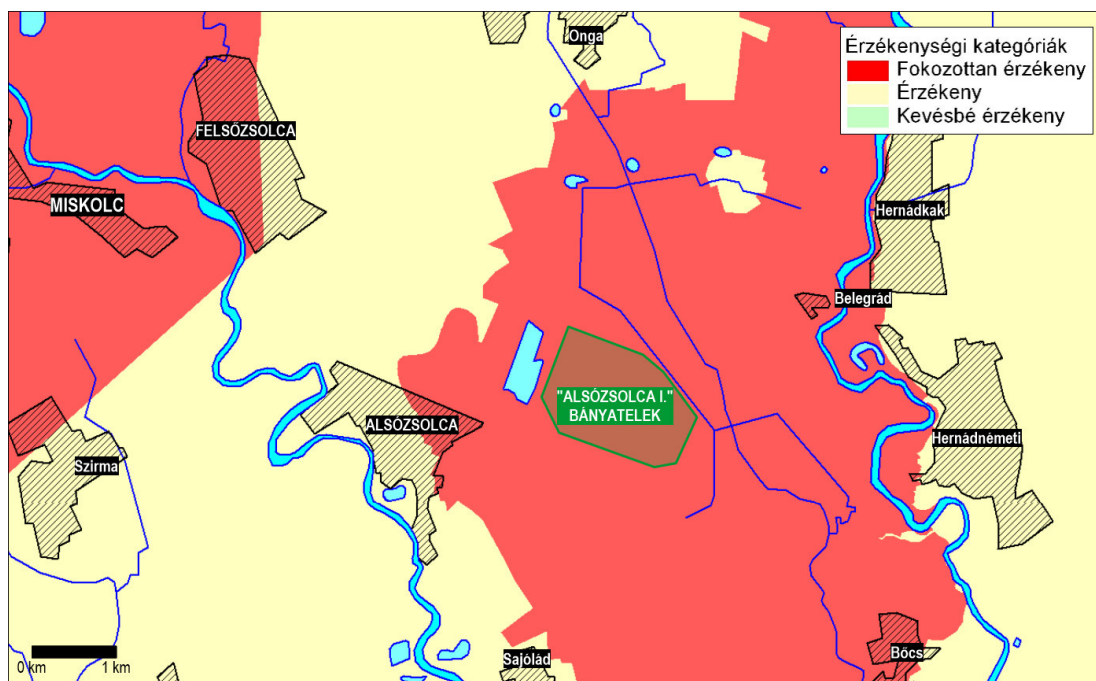 Onga
Érzékenységi kategóriák
Fokozottan érzékeny
Érzékeny
Kevésbé érzékeny
FELSŐZSOLCA
MISKOLC
Hernádkak
Belegrád
"ALSÓZSOLCA I."
BÁNYATELEK
ALSÓZSOLCA
Hernádnémeti
Szirma
0 km 1 km
Sajólád
Bőcs